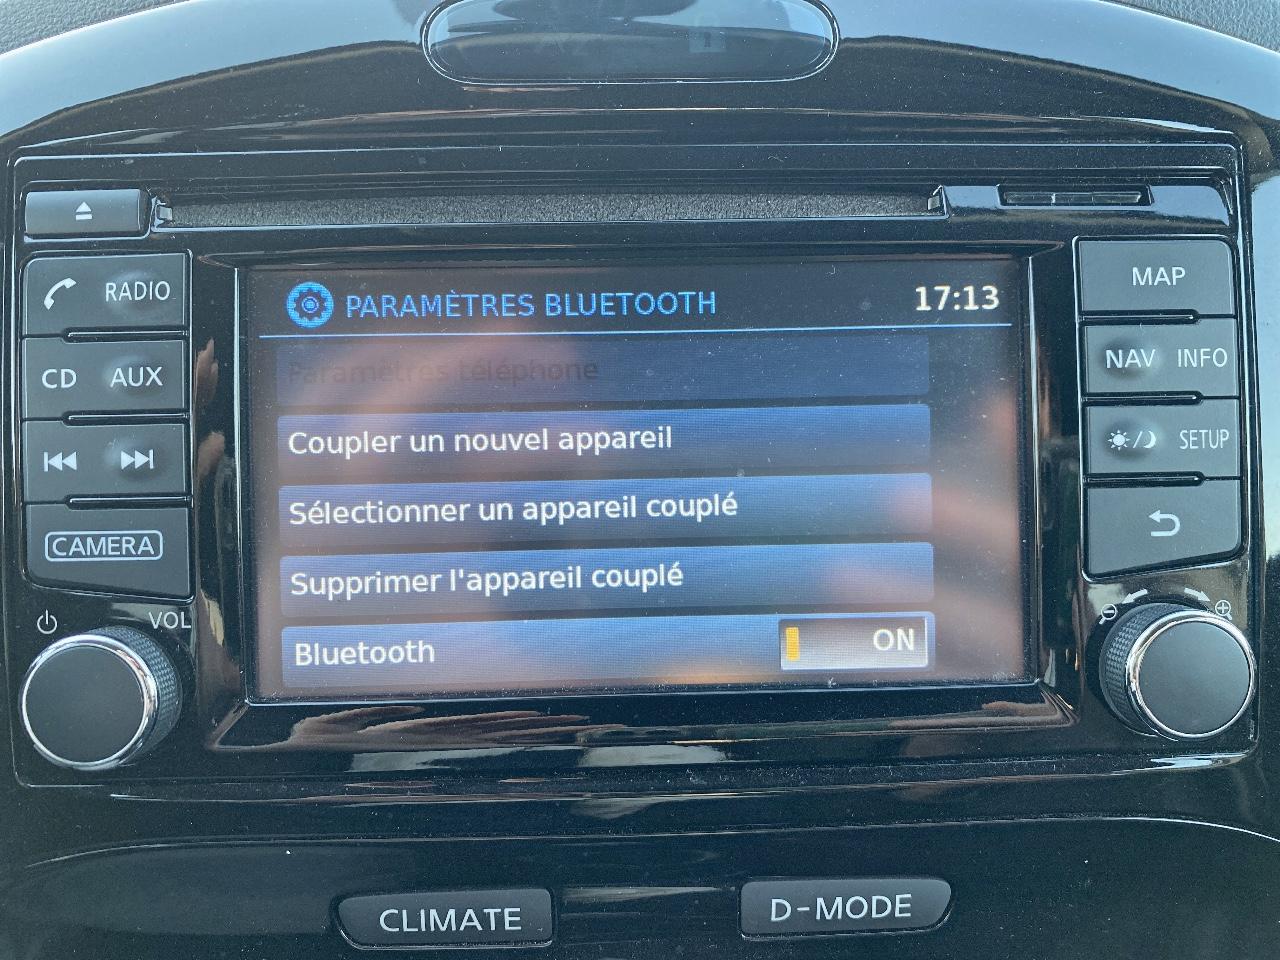 PARAMÈTRES BLUETOOTH 17:13
Paramètres téléphone
Coupler un nouvel appareil
Sélectionner un appareil couplé
Supprimer l'appareil couplé
Bluetooth ON
RADIO
CD AUX
CAMERA
VOL
MAP
NAV INFO
SETUP
CLIMATE
D-MODE